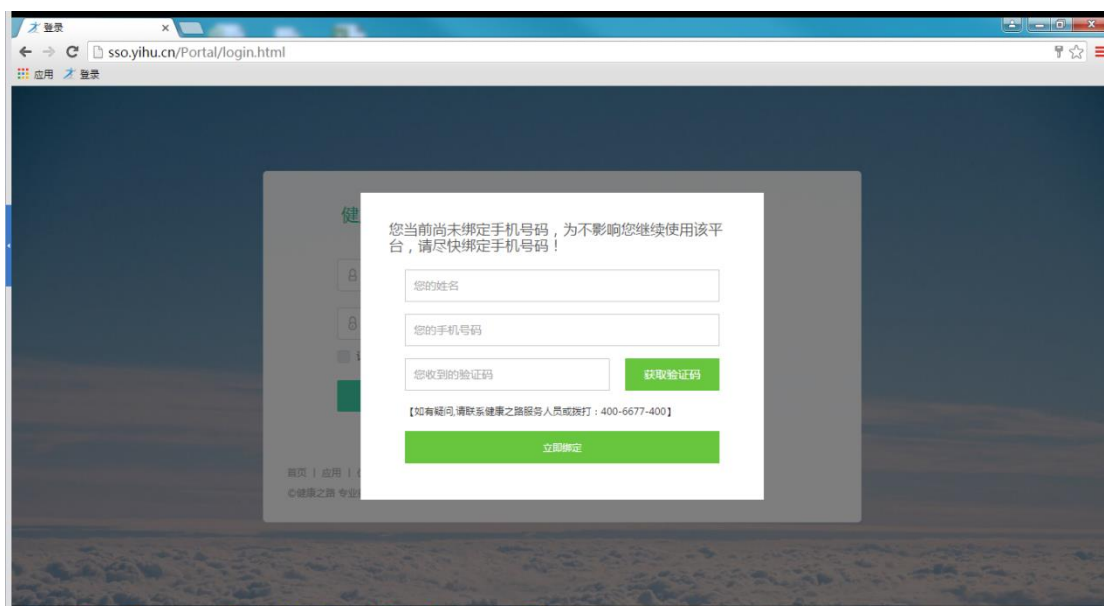 登录
sso.yihu.cn/Portal/login.html
应用 登录
健
您当前尚未绑定手机号码，为不影响您继续使用该平
台，请尽快绑定手机号码！
您的姓名
您的手机号码
您收到的验证码 获取验证码
【如有疑问,请联系健康之路服务人员或拨打：400-6677-400】
立即绑定
首页 | 应用 |
©健康之路 专业